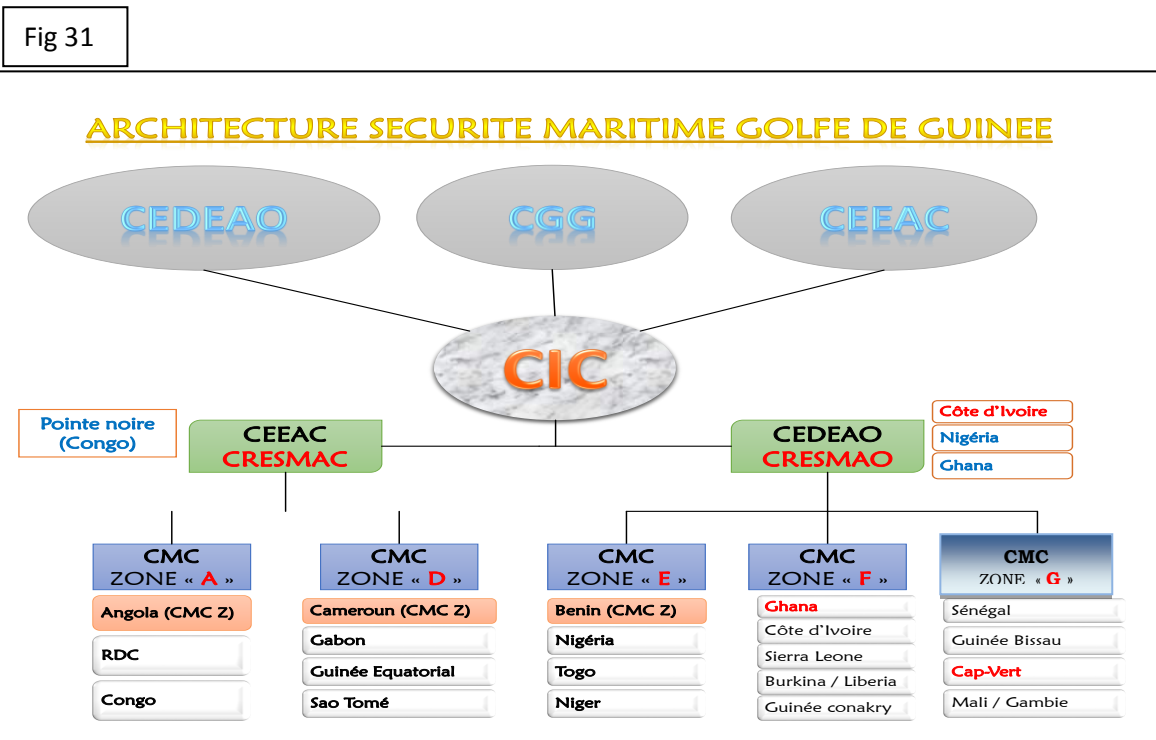 Fig 31
ARCHITECTURE SECURITE MARITIME GOLFE DE GUINEE
CEDEAO
CGG
CEEAC
CIC
Pointe noire
(Congo)
CEEAC
CRESMAC
CEDEAO
CRESMAO
Côte d'Ivoire
Nigéria
Ghana
CMC
ZONE « A »
Angola (CMC Z)
RDC
Congo
CMC
ZONE « D »
Cameroun (CMC Z)
Gabon
Guinée Equatorial
Sao Tomé
CMC
ZONE « E »
Benin (CMC Z)
Nigéria
Togo
Niger
CMC
ZONE « F »
Ghana
Côte d'Ivoire
Sierra Leone
Burkina / Liberia
Guinée conakry
CMC
ZONE « G »
Sénégal
Guinée Bissau
Cap-Vert
Mali / Gambie